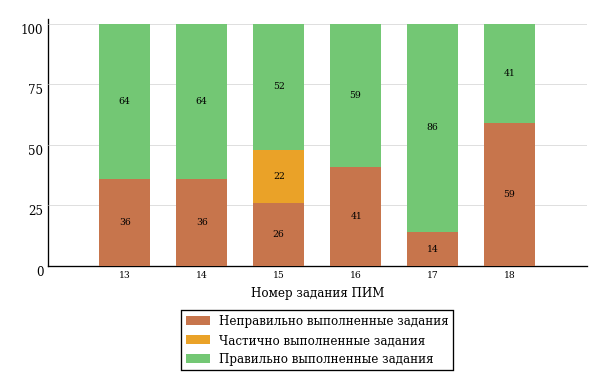 100
75
50
25
0
64 64 52 59 86 41
22
36 36 26 41 14 59
13 14 15 16 17 18
Номер задания ПИМ
Неправильно выполненные задания
Частично выполненные задания
Правильно выполненные задания